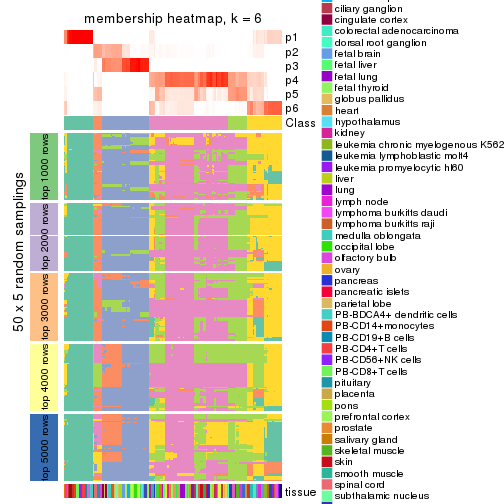 membership heatmap, k = 6
p1
p2
p3
p4
p5
p6
Class
50 x 5 random samplings
top 1000 rows
top 2000 rows
top 3000 rows
top 4000 rows
top 5000 rows
tissue
ciliary ganglion
cingulate cortex
colorectal adenocarcinoma
dorsal root ganglion
fetal brain
fetal liver
fetal lung
fetal thyroid
globus pallidus
heart
hypothalamus
kidney
leukemia chronic myelogenous K562
leukemia lymphoblastic molt4
leukemia promyelocytic hl60
liver
lung
lymph node
lymphoma burkitts daudi
lymphoma burkitts raji
medulla oblongata
occipital lobe
olfactory bulb
ovary
pancreas
pancreatic islets
parietal lobe
PB-BDCA4+ dendritic cells
PB-CD14+monocytes
PB-CD19+B cells
PB-CD4+T cells
PB-CD56+NK cells
PB-CD8+T cells
pituitary
placenta
pons
prefrontal cortex
prostate
salivary gland
skeletal muscle
skin
smooth muscle
spinal cord
subthalamic nucleus